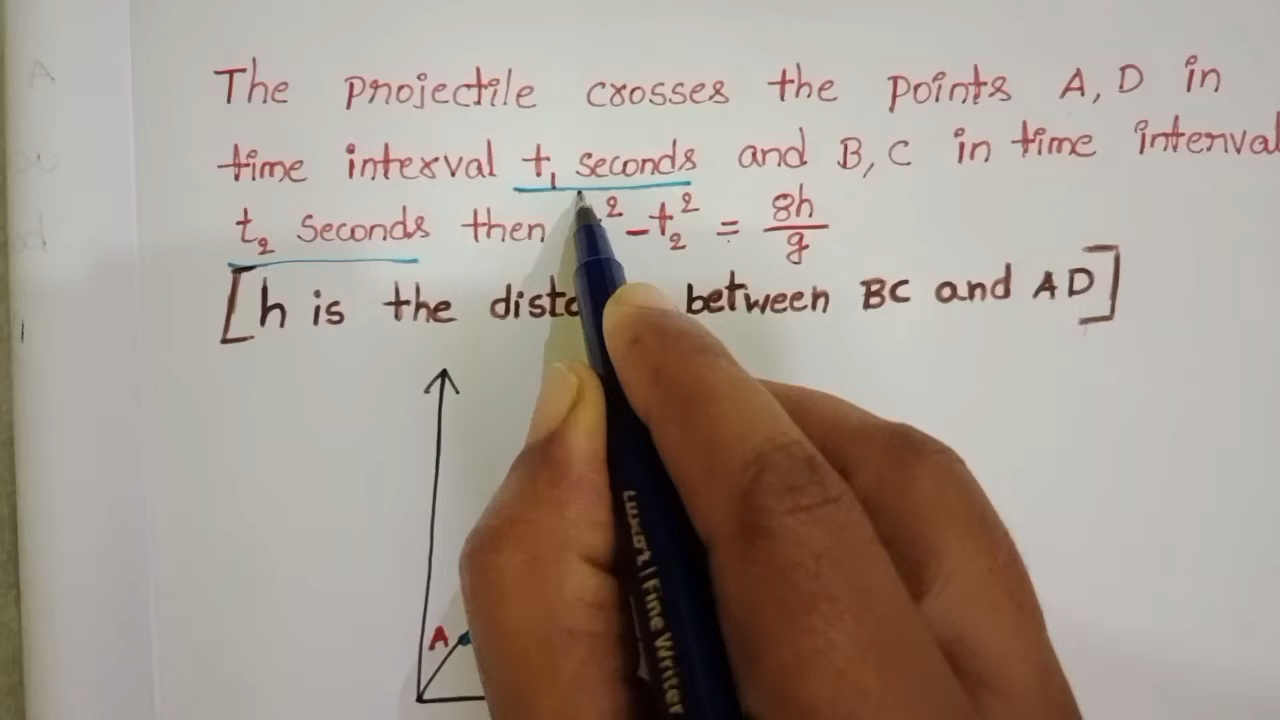 The projectile crosses the points A, D in
time interval t₁ seconds and B, C in time interval
t₂ seconds then ² - t₂² = 8h/g
[h is the between BC and AD]
A
Luxor | Fine Writer